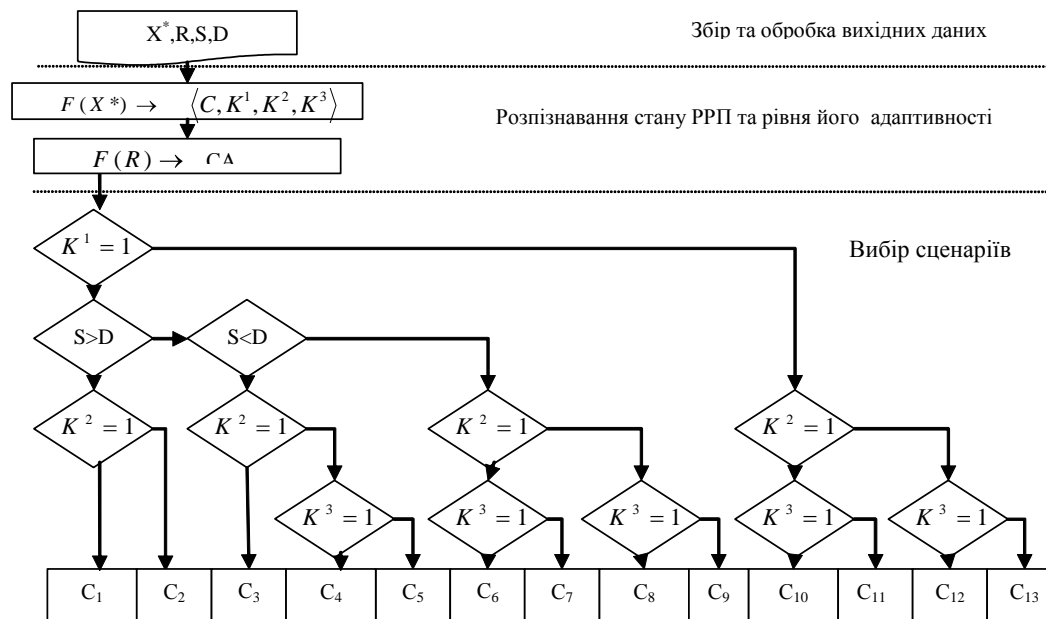 X*,R,S,D
Збір та обробка вихідних даних
F(X*) → ⟨C, K¹, K², K³⟩
Розпізнавання стану РРП та рівня його адаптивності
F(R) → СА
K¹ = 1
Вибір сценаріїв
S>D
S<D
K² = 1
K² = 1
K² = 1
K² = 1
K³ = 1
K³ = 1
K³ = 1
K³ = 1
K³ = 1
C₁
C₂
C₃
C₄
C₅
C₆
C₇
C₈
C₉
C₁₀
C₁₁
C₁₂
C₁₃